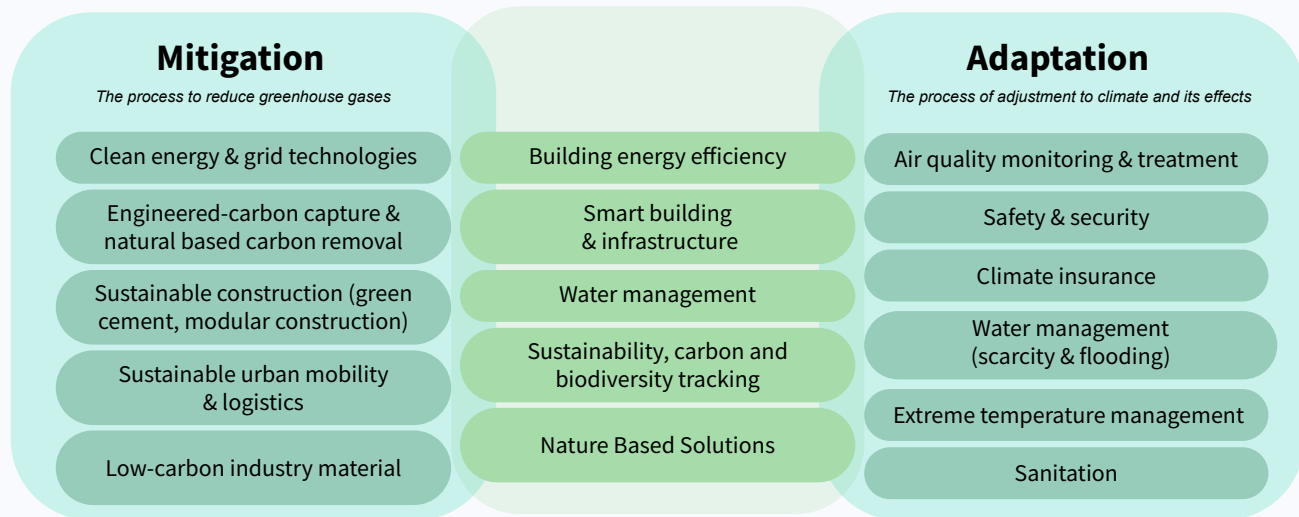 Mitigation
The process to reduce greenhouse gases
Clean energy & grid technologies
Engineered-carbon capture &
natural based carbon removal
Sustainable construction (green
cement, modular construction)
Sustainable urban mobility
& logistics
Low-carbon industry material
Building energy efficiency
Smart building
& infrastructure
Water management
Sustainability, carbon and
biodiversity tracking
Nature Based Solutions
Adaptation
The process of adjustment to climate and its effects
Air quality monitoring & treatment
Safety & security
Climate insurance
Water management
(scarcity & flooding)
Extreme temperature management
Sanitation